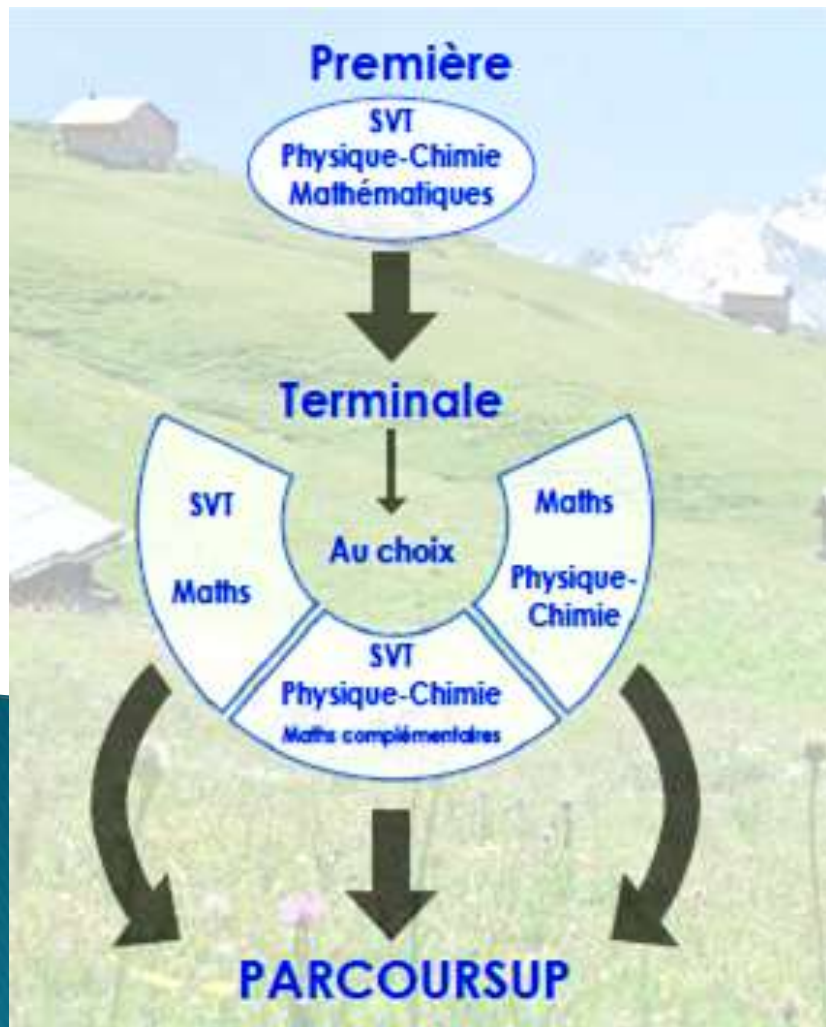 Première
SVT
Physique-Chimie
Mathématiques
Terminale
Au choix
SVT
Maths
SVT
Physique-Chimie
Maths complémentaires
Maths
Physique-
Chimie
PARCOURSUP